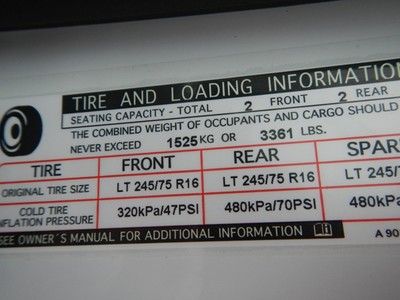 TIRE AND LOADING INFORMATION
SEATING CAPACITY - TOTAL 2 FRONT 2 REAR
THE COMBINED WEIGHT OF OCCUPANTS AND CARGO SHOULD
NEVER EXCEED 1525 KG OR 3361 LBS.
TIRE FRONT REAR SPAR
ORIGINAL TIRE SIZE LT 245/75 R16 LT 245/75 R16 LT 245/7
COLD TIRE
NFLATION PRESSURE 320kPa/47PSI 480kPa/70PSI 480kPa
SEE OWNER´S MANUAL FOR ADDITIONAL INFORMATION A 90